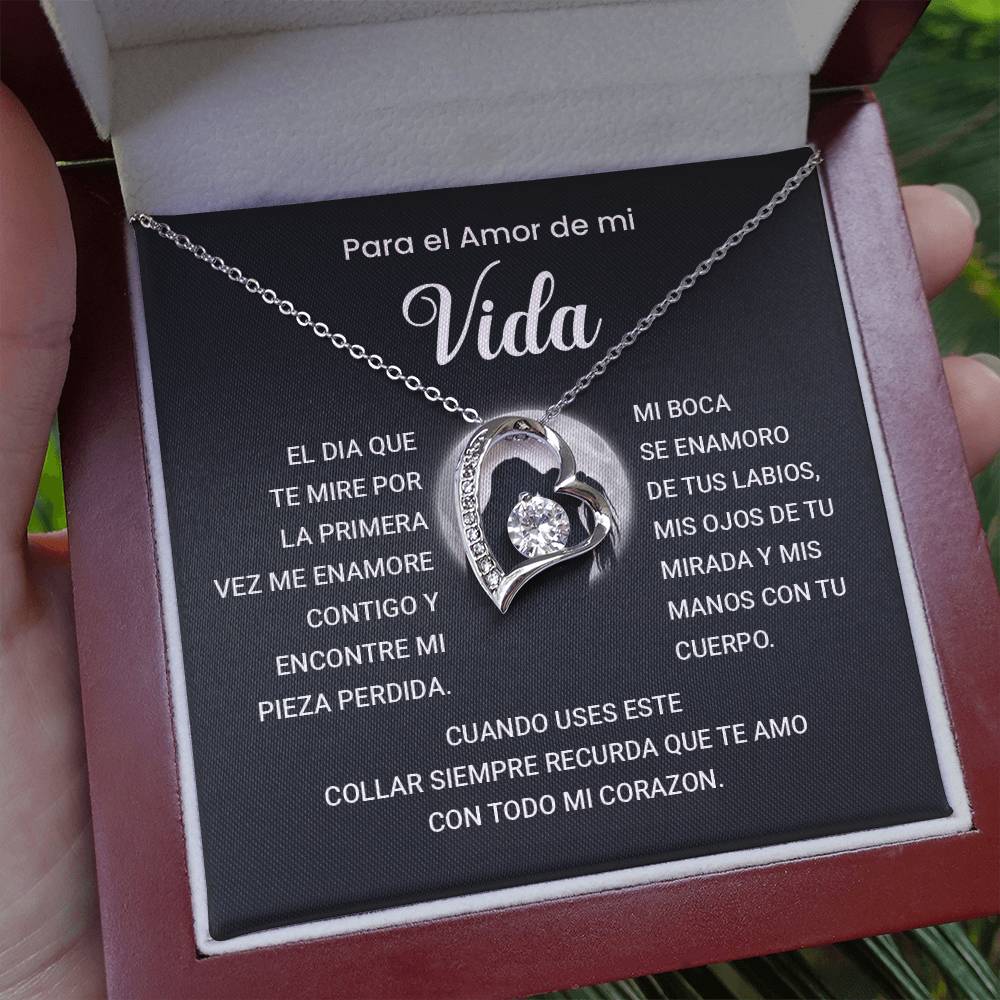 Para el Amor de mi
Vida
EL DIA QUE
TE MIRE POR
LA PRIMERA
VEZ ME ENAMORE
CONTIGO Y
ENCONTRE MI
PIEZA PERDIDA.
MI BOCA
SE ENAMORO
DE TUS LABIOS,
MIS OJOS DE TU
MIRADA Y MIS
MANOS CON TU
CUERPO.
CUANDO USES ESTE
COLLAR SIEMPRE RECURDA QUE TE AMO
CON TODO MI CORAZON.